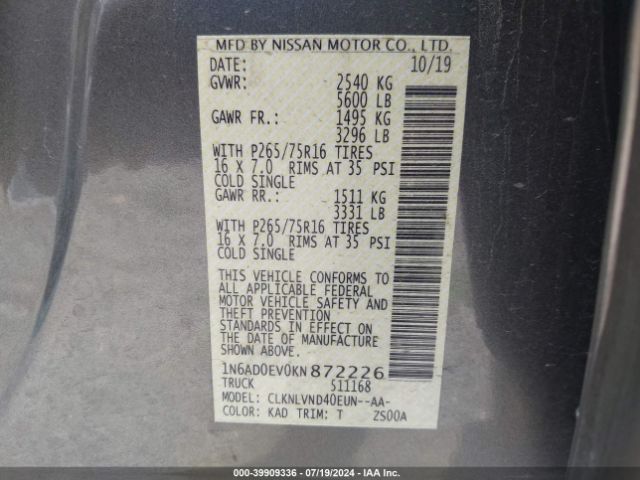 MFD BY NISSAN MOTOR CO., LTD.
DATE: 10/19
GVWR: 2540 KG
5600 LB
GAWR FR.: 1495 KG
3296 LB
WITH P265/75R16 TIRES
16 X 7.0 RIMS AT 35 PSI
COLD SINGLE
GAWR RR.: 1511 KG
3331 LB
WITH P265/75R16 TIRES
16 X 7.0 RIMS AT 35 PSI
COLD SINGLE
THIS VEHICLE CONFORMS TO
ALL APPLICABLE FEDERAL
MOTOR VEHICLE SAFETY AND
THEFT PREVENTION
STANDARDS IN EFFECT ON
THE DATE OF MANUFACTURE
SHOWN ABOVE.
1N6AD0EV0KN872226
TRUCK 511168
MODEL: CLKNLVND40EUN--AA-
COLOR: KAD TRIM: T ZS00A
000-39909336 / 07/19/2024 - IAA Inc.